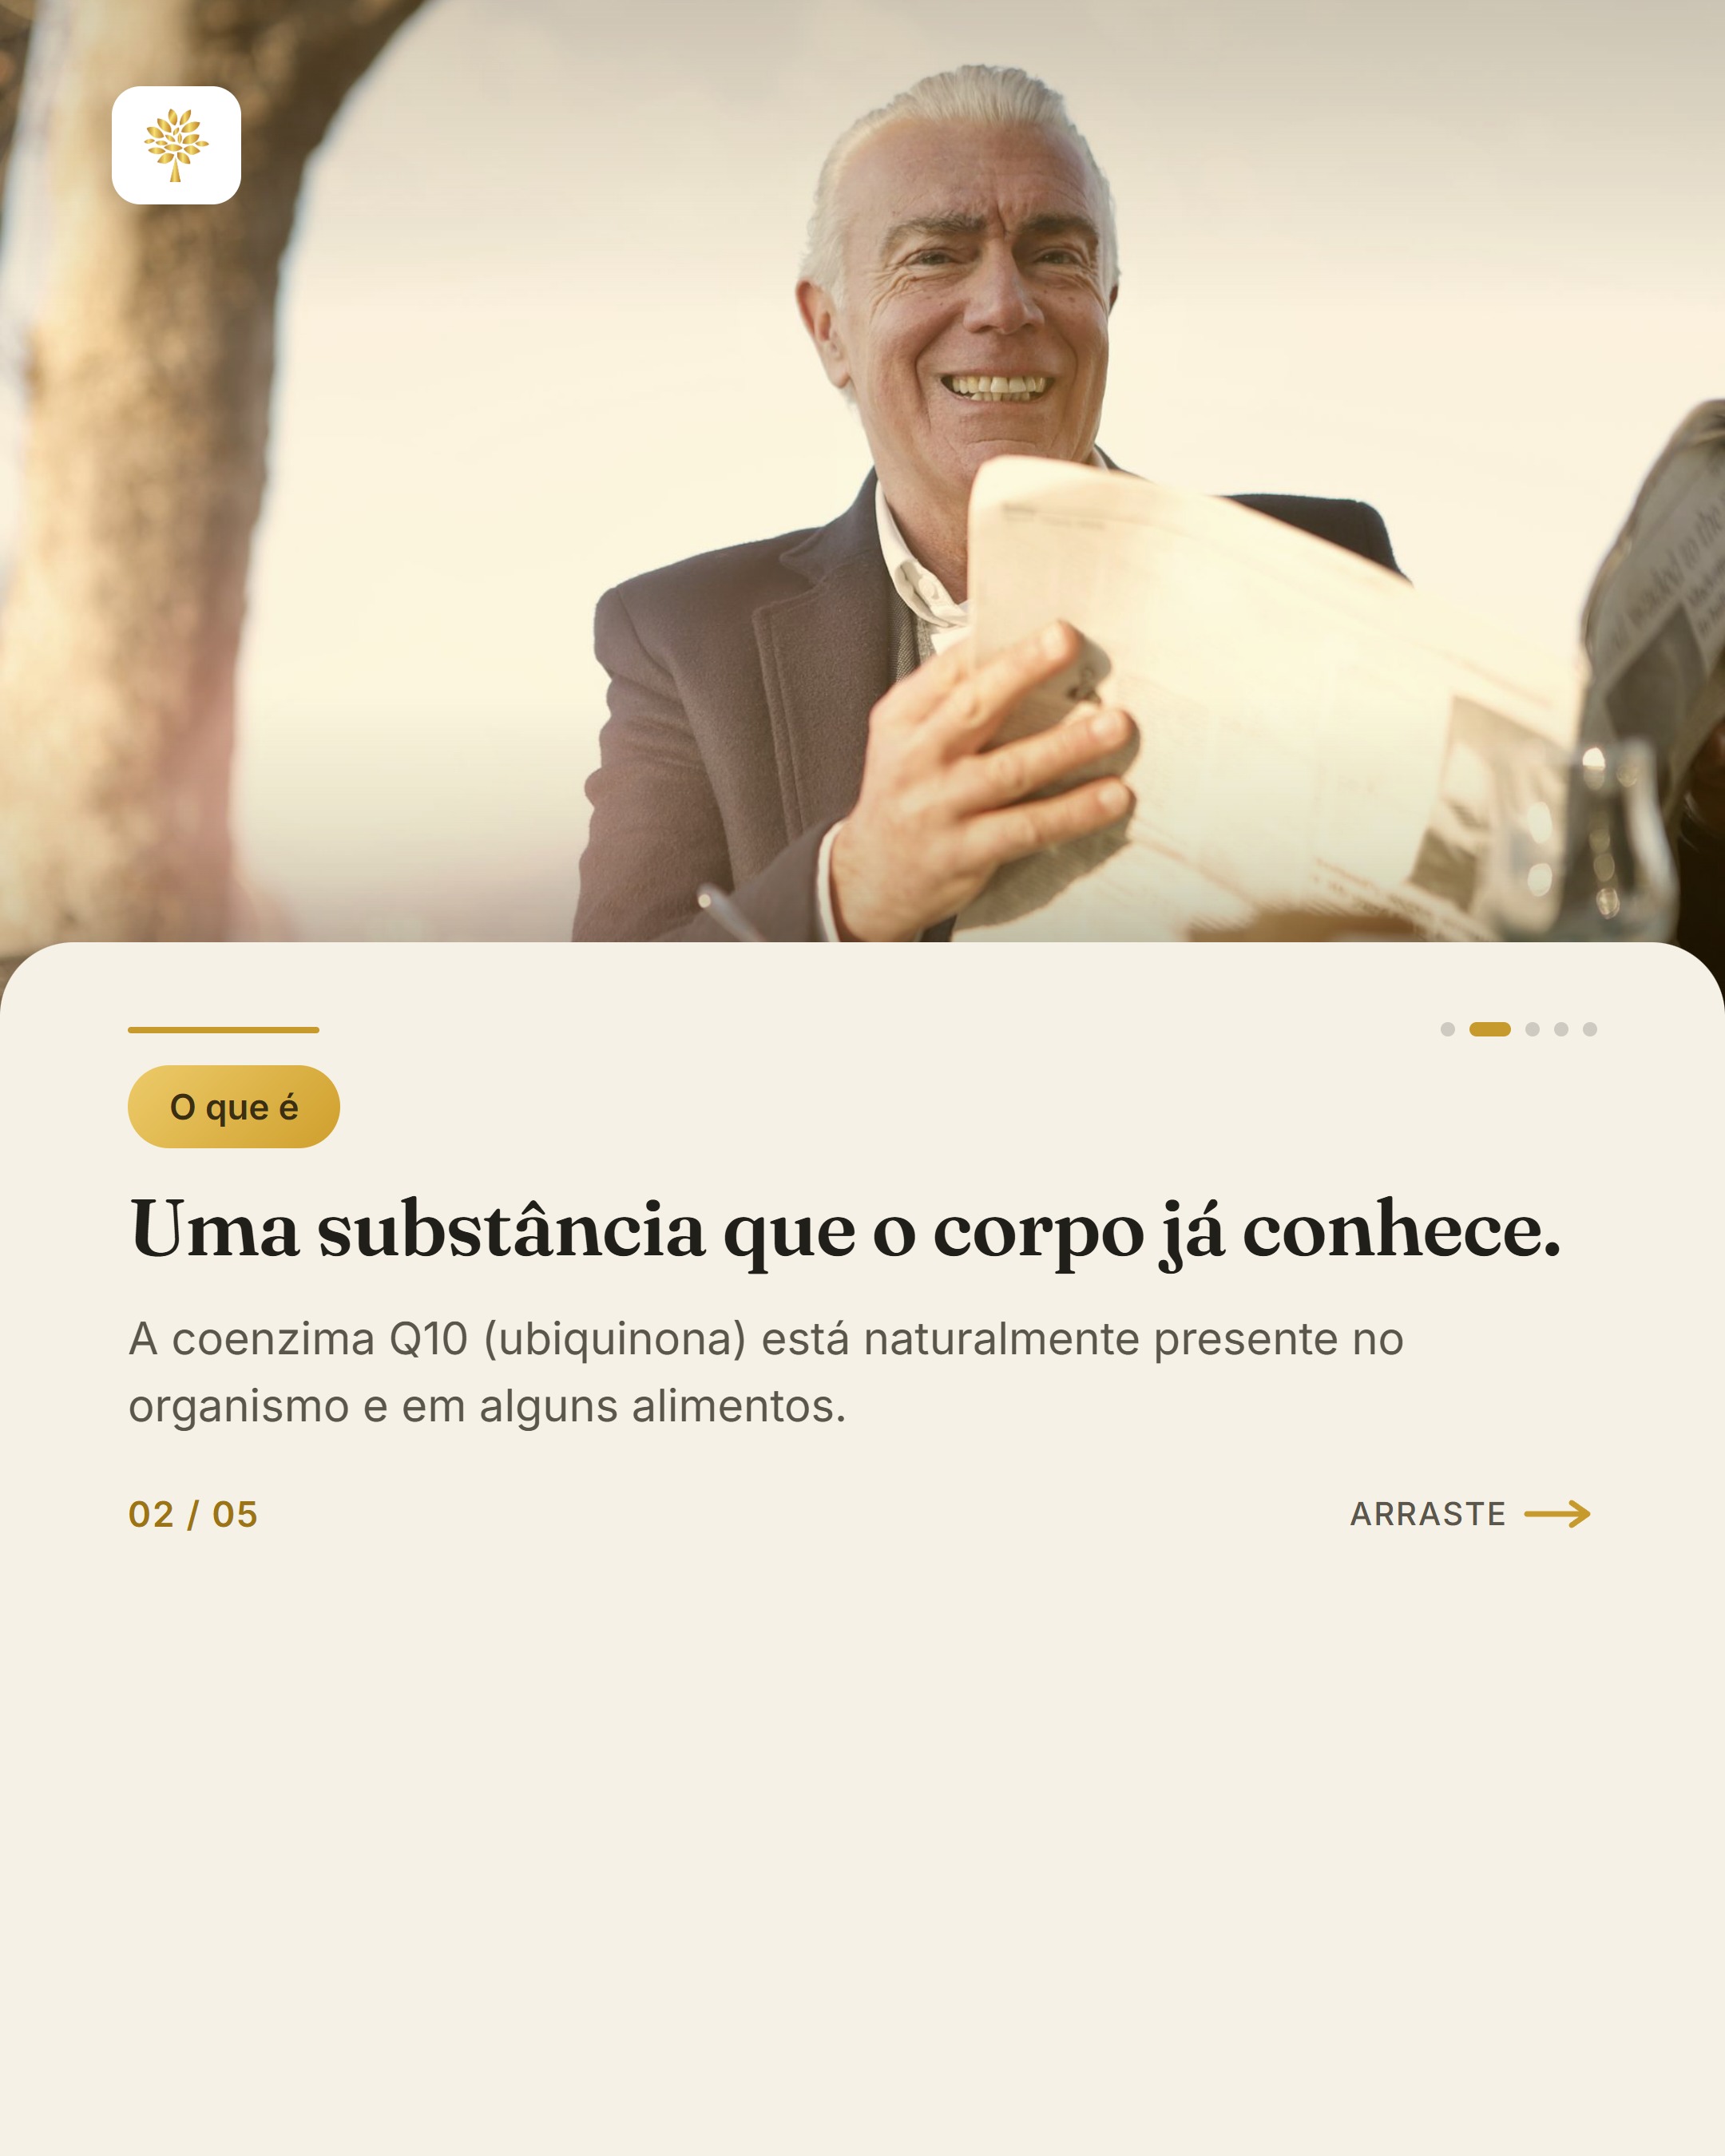 O que é
Uma substância que o corpo já conhece.
A coenzima Q10 (ubiquinona) está naturalmente presente no
organismo e em alguns alimentos.
02 / 05
ARRASTE